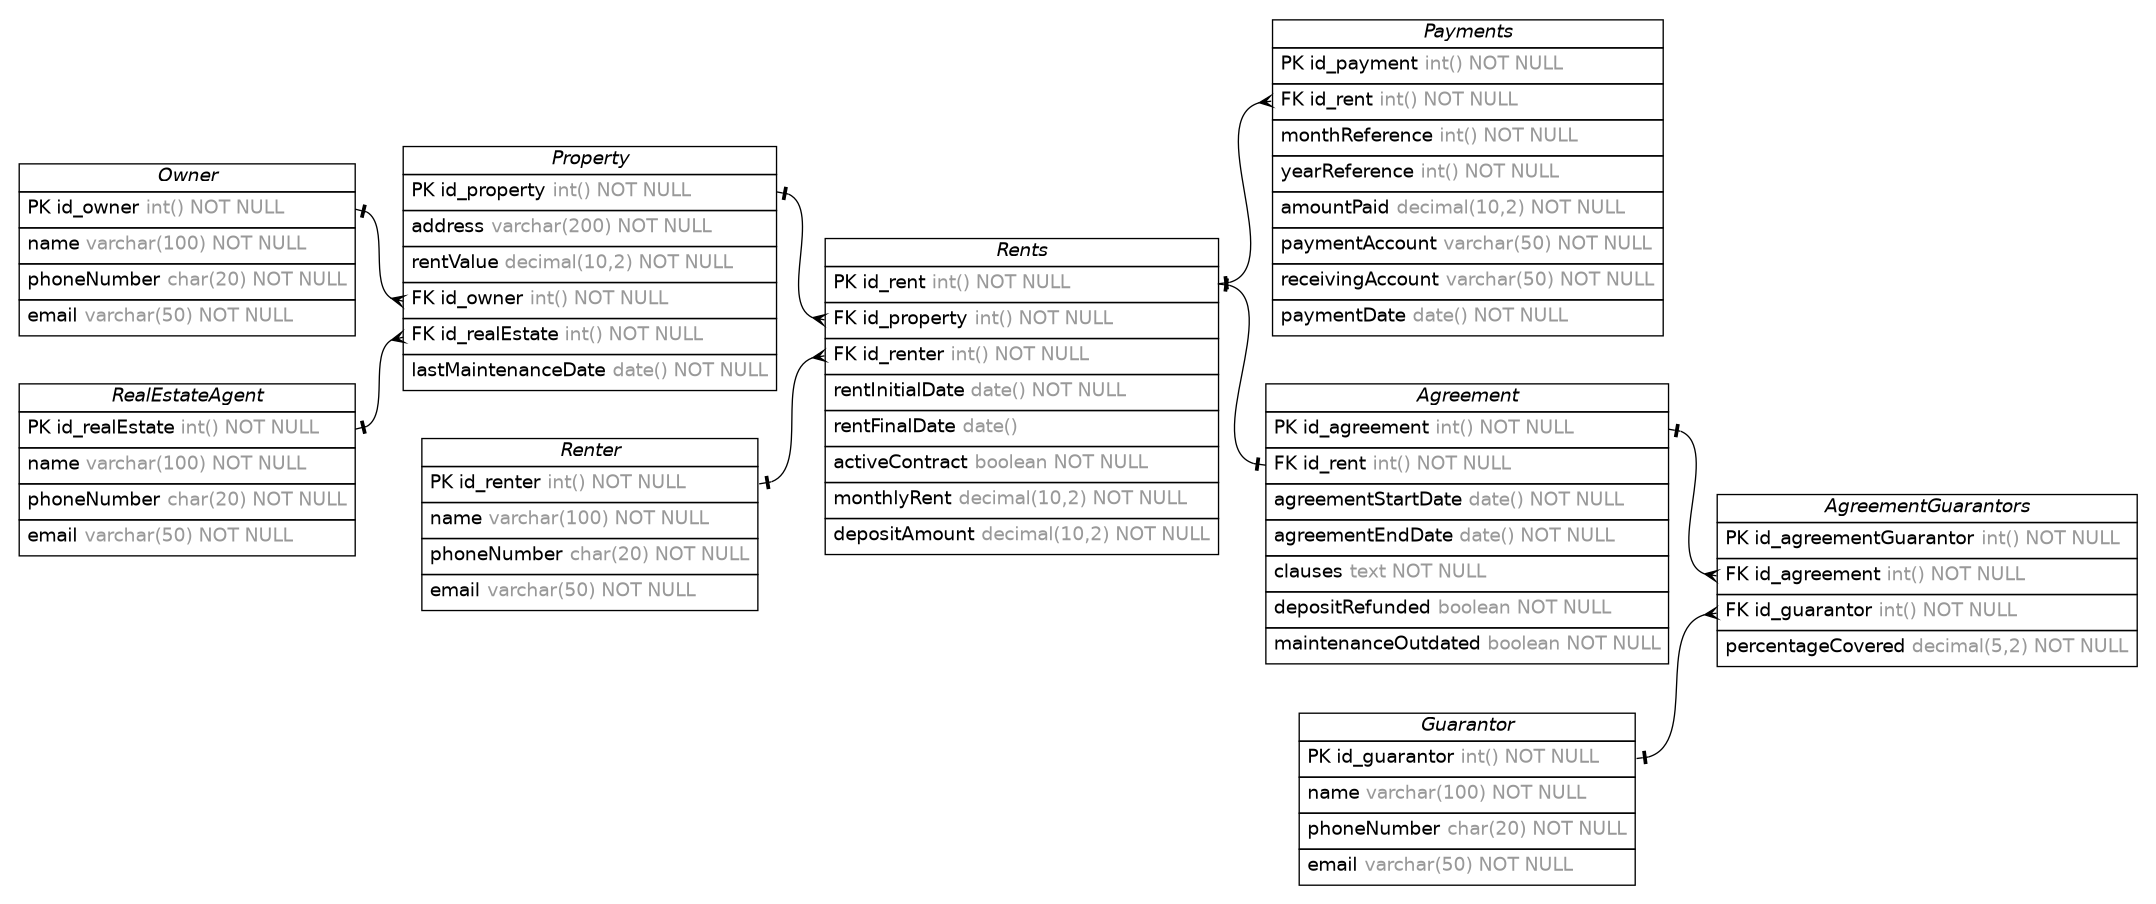 Owner
PK id_owner int() NOT NULL
name varchar(100) NOT NULL
phoneNumber char(20) NOT NULL
email varchar(50) NOT NULL
RealEstateAgent
PK id_realEstate int() NOT NULL
name varchar(100) NOT NULL
phoneNumber char(20) NOT NULL
email varchar(50) NOT NULL
Property
PK id_property int() NOT NULL
address varchar(200) NOT NULL
rentValue decimal(10,2) NOT NULL
FK id_owner int() NOT NULL
FK id_realEstate int() NOT NULL
lastMaintenanceDate date() NOT NULL
Renter
PK id_renter int() NOT NULL
name varchar(100) NOT NULL
phoneNumber char(20) NOT NULL
email varchar(50) NOT NULL
Rents
PK id_rent int() NOT NULL
FK id_property int() NOT NULL
FK id_renter int() NOT NULL
rentInitialDate date() NOT NULL
rentFinalDate date()
activeContract boolean NOT NULL
monthlyRent decimal(10,2) NOT NULL
depositAmount decimal(10,2) NOT NULL
Payments
PK id_payment int() NOT NULL
FK id_rent int() NOT NULL
monthReference int() NOT NULL
yearReference int() NOT NULL
amountPaid decimal(10,2) NOT NULL
paymentAccount varchar(50) NOT NULL
receivingAccount varchar(50) NOT NULL
paymentDate date() NOT NULL
Agreement
PK id_agreement int() NOT NULL
FK id_rent int() NOT NULL
agreementStartDate date() NOT NULL
agreementEndDate date() NOT NULL
clauses text NOT NULL
depositRefunded boolean NOT NULL
maintenanceOutdated boolean NOT NULL
Guarantor
PK id_guarantor int() NOT NULL
name varchar(100) NOT NULL
phoneNumber char(20) NOT NULL
email varchar(50) NOT NULL
AgreementGuarantors
PK id_agreementGuarantor int() NOT NULL
FK id_agreement int() NOT NULL
FK id_guarantor int() NOT NULL
percentageCovered decimal(5,2) NOT NULL